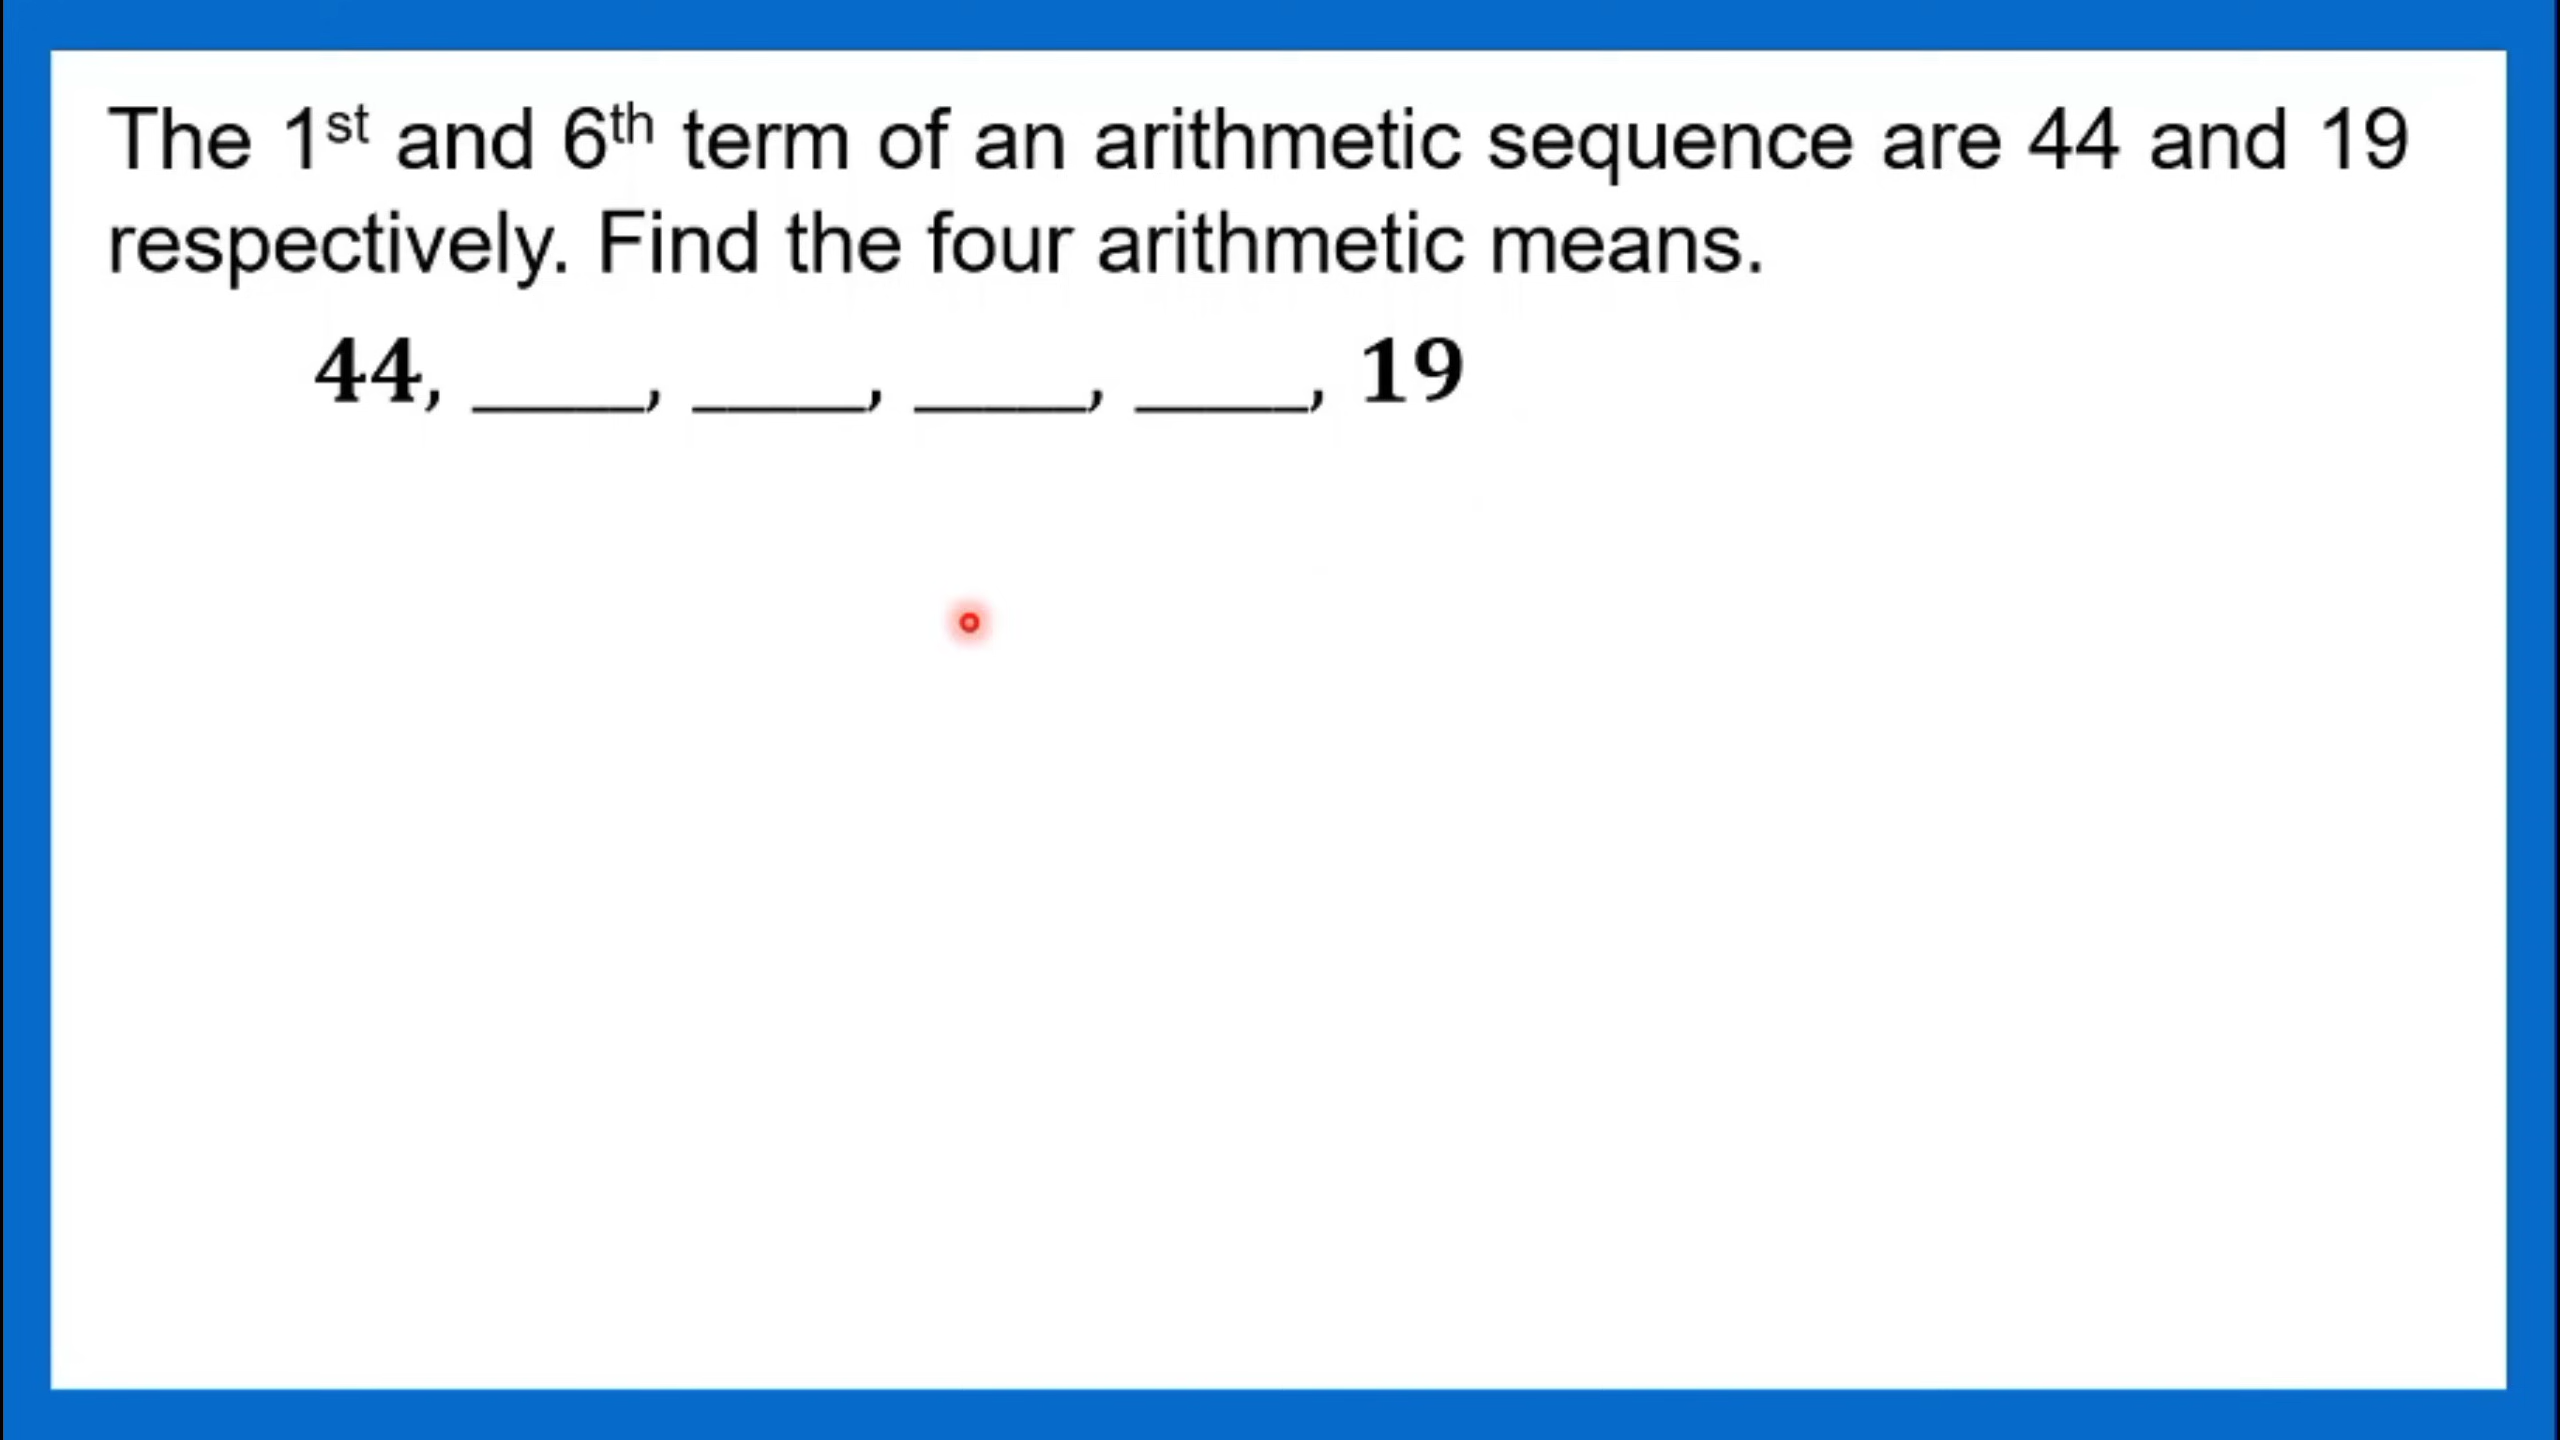 The 1st and 6th term of an arithmetic sequence are 44 and 19
respectively. Find the four arithmetic means.
44, ____, ____, ____, ____, 19